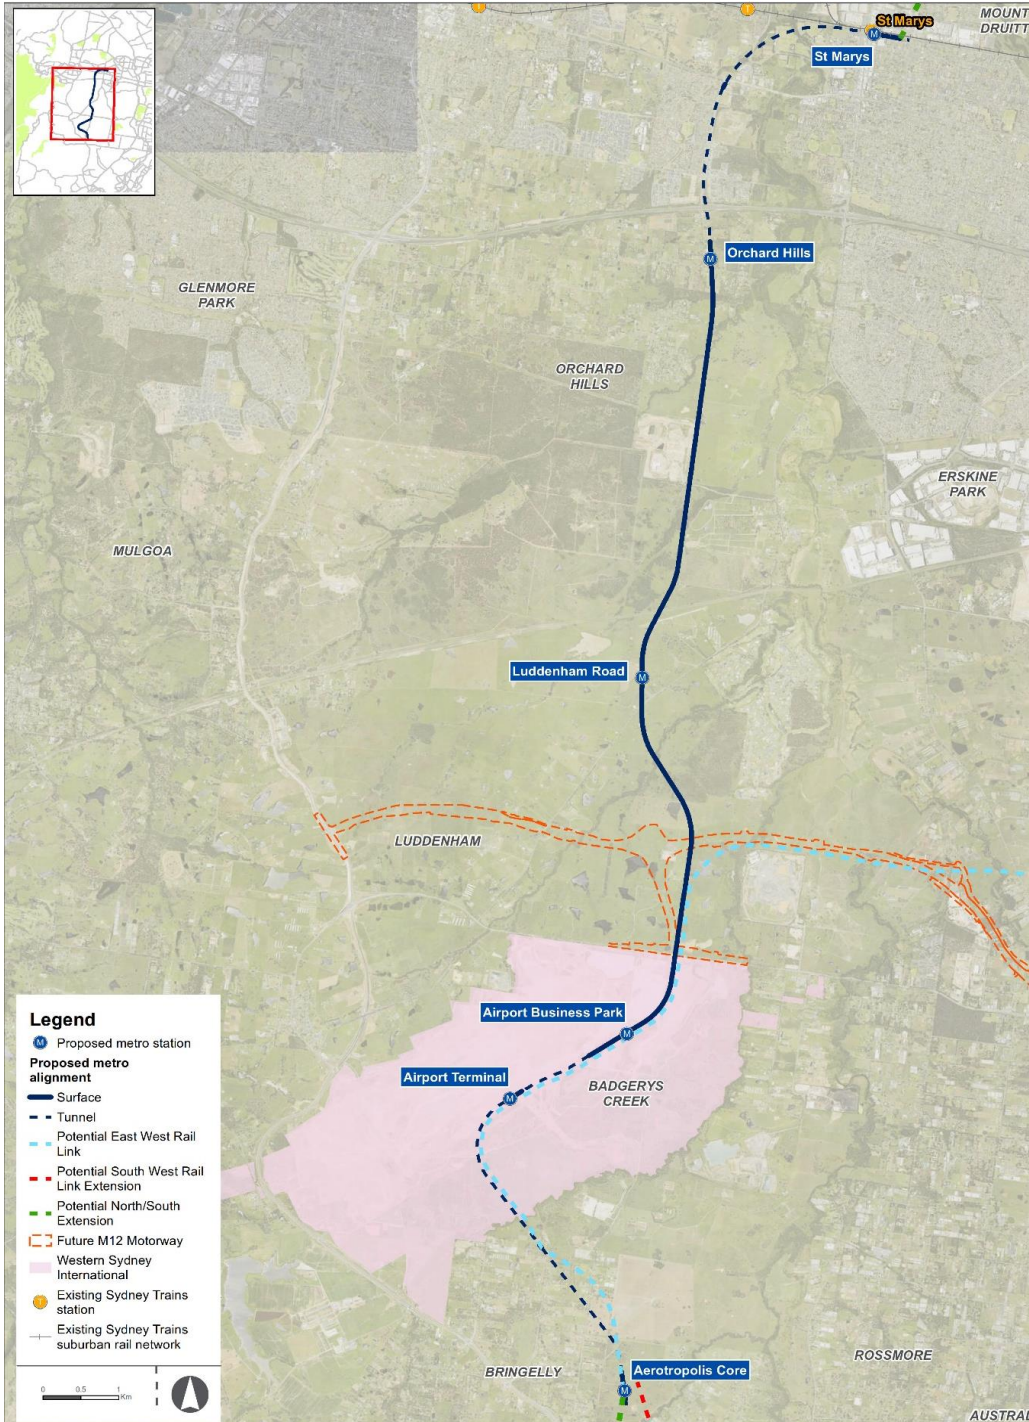 St Marys
MOUNT
DRUITT
St Marys
Orchard Hills
GLENMORE
PARK
ORCHARD
HILLS
ERSKINE
PARK
MULGOA
Luddenham Road
LUDDENHAM
Airport Business Park
Airport Terminal
BADGERYS
CREEK
Legend
M Proposed metro station
Proposed metro
alignment
Surface
Tunnel
Potential East West Rail
Link
Potential South West Rail
Link Extension
Potential North/South
Extension
Future M12 Motorway
Western Sydney
International
T Existing Sydney Trains
station
Existing Sydney Trains
suburban rail network
0 0.5 1
Km
BRINGELLY
Aerotropolis Core
ROSSMORE
AUSTRAL